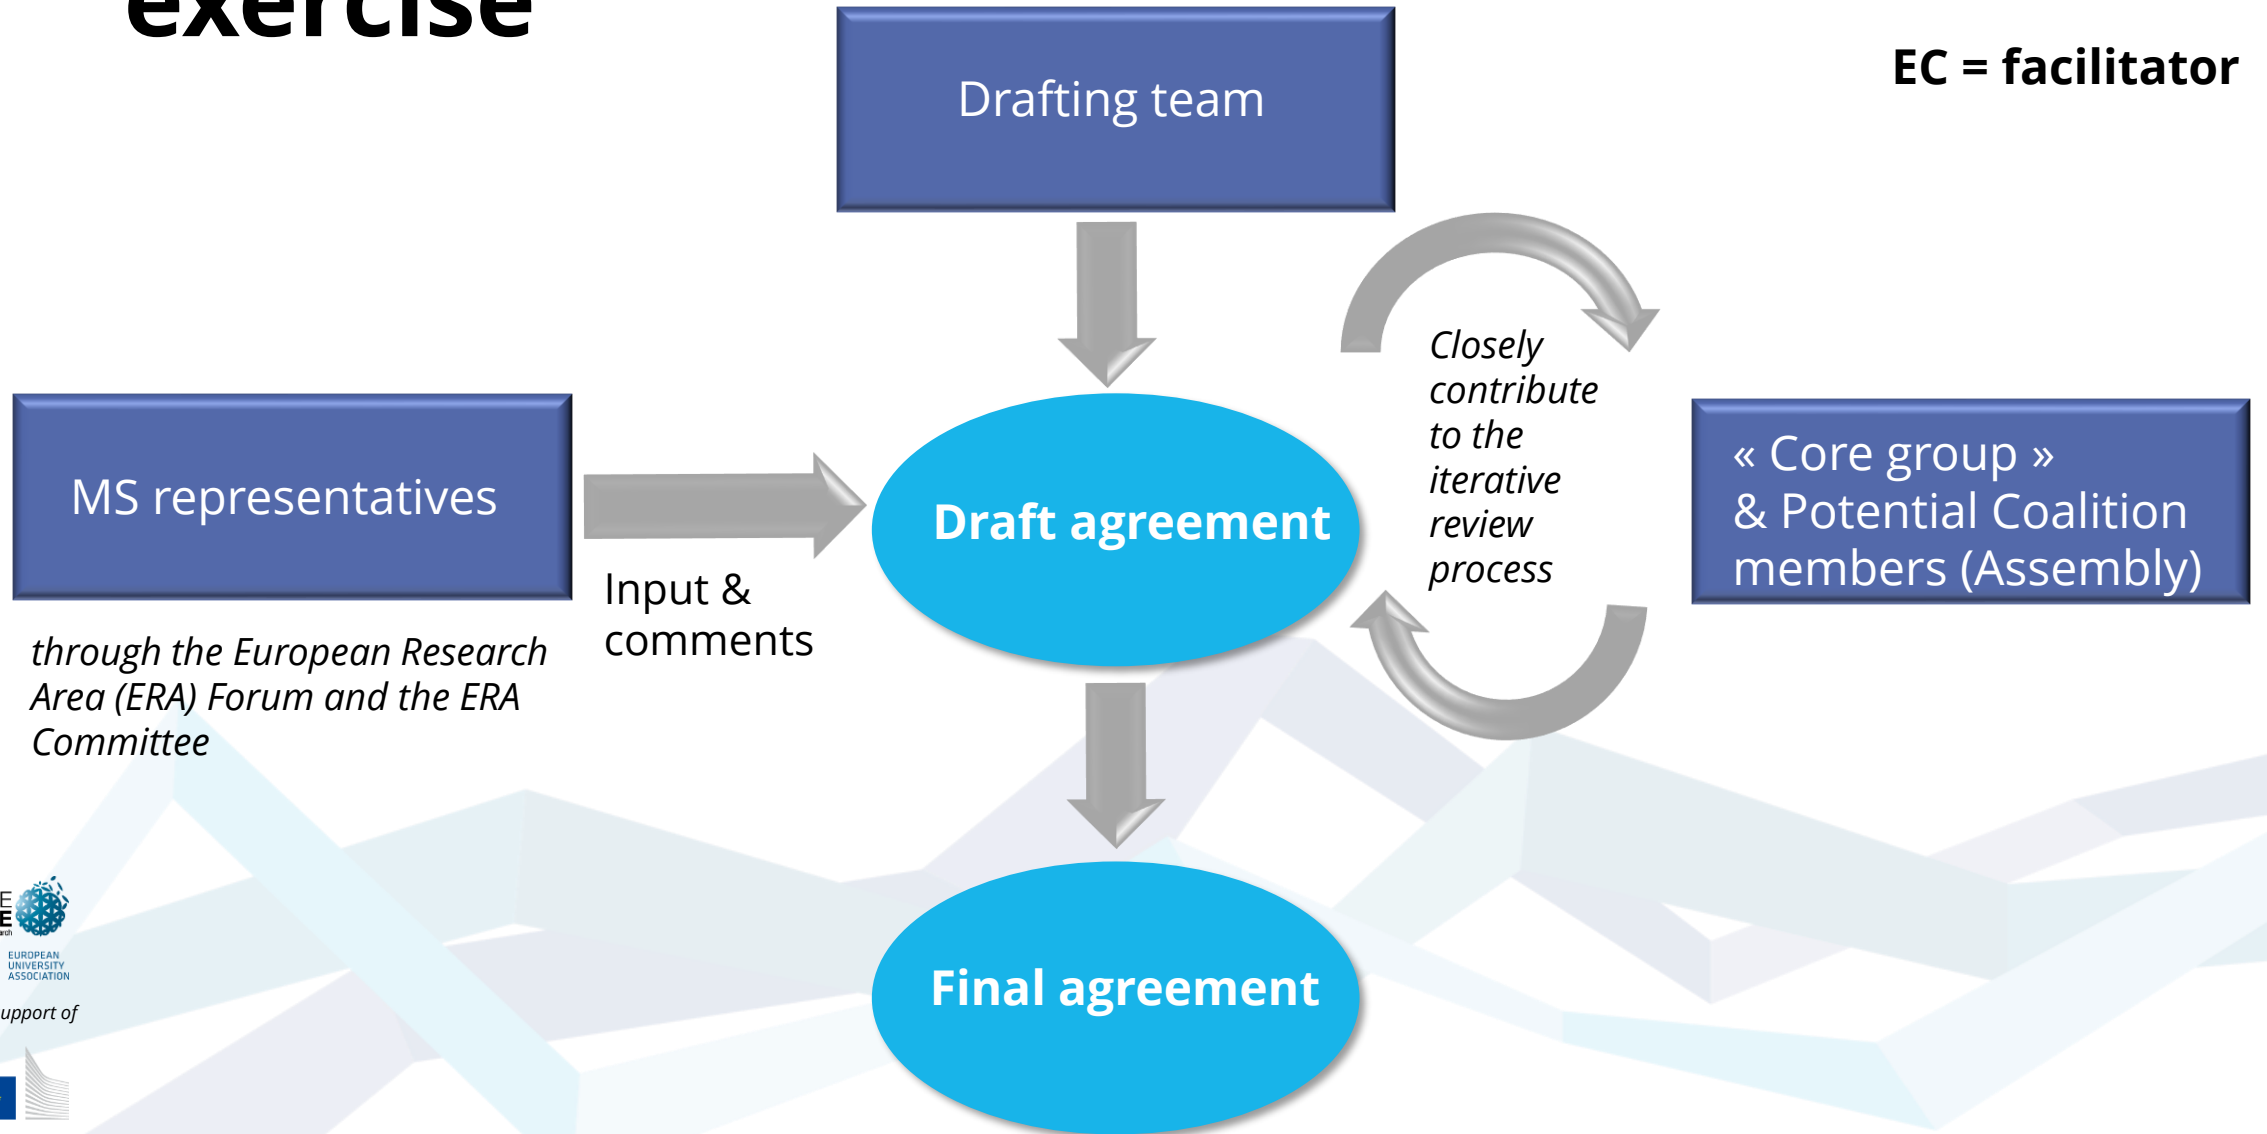 exercise
EC = facilitator
Drafting team
Closely
contribute
to the
iterative
review
process
MS representatives
Input &
comments
Draft agreement
« Core group »
& Potential Coalition
members (Assembly)
through the European Research
Area (ERA) Forum and the ERA
Committee
Final agreement
EUROPEAN
UNIVERSITY
ASSOCIATION
upport of